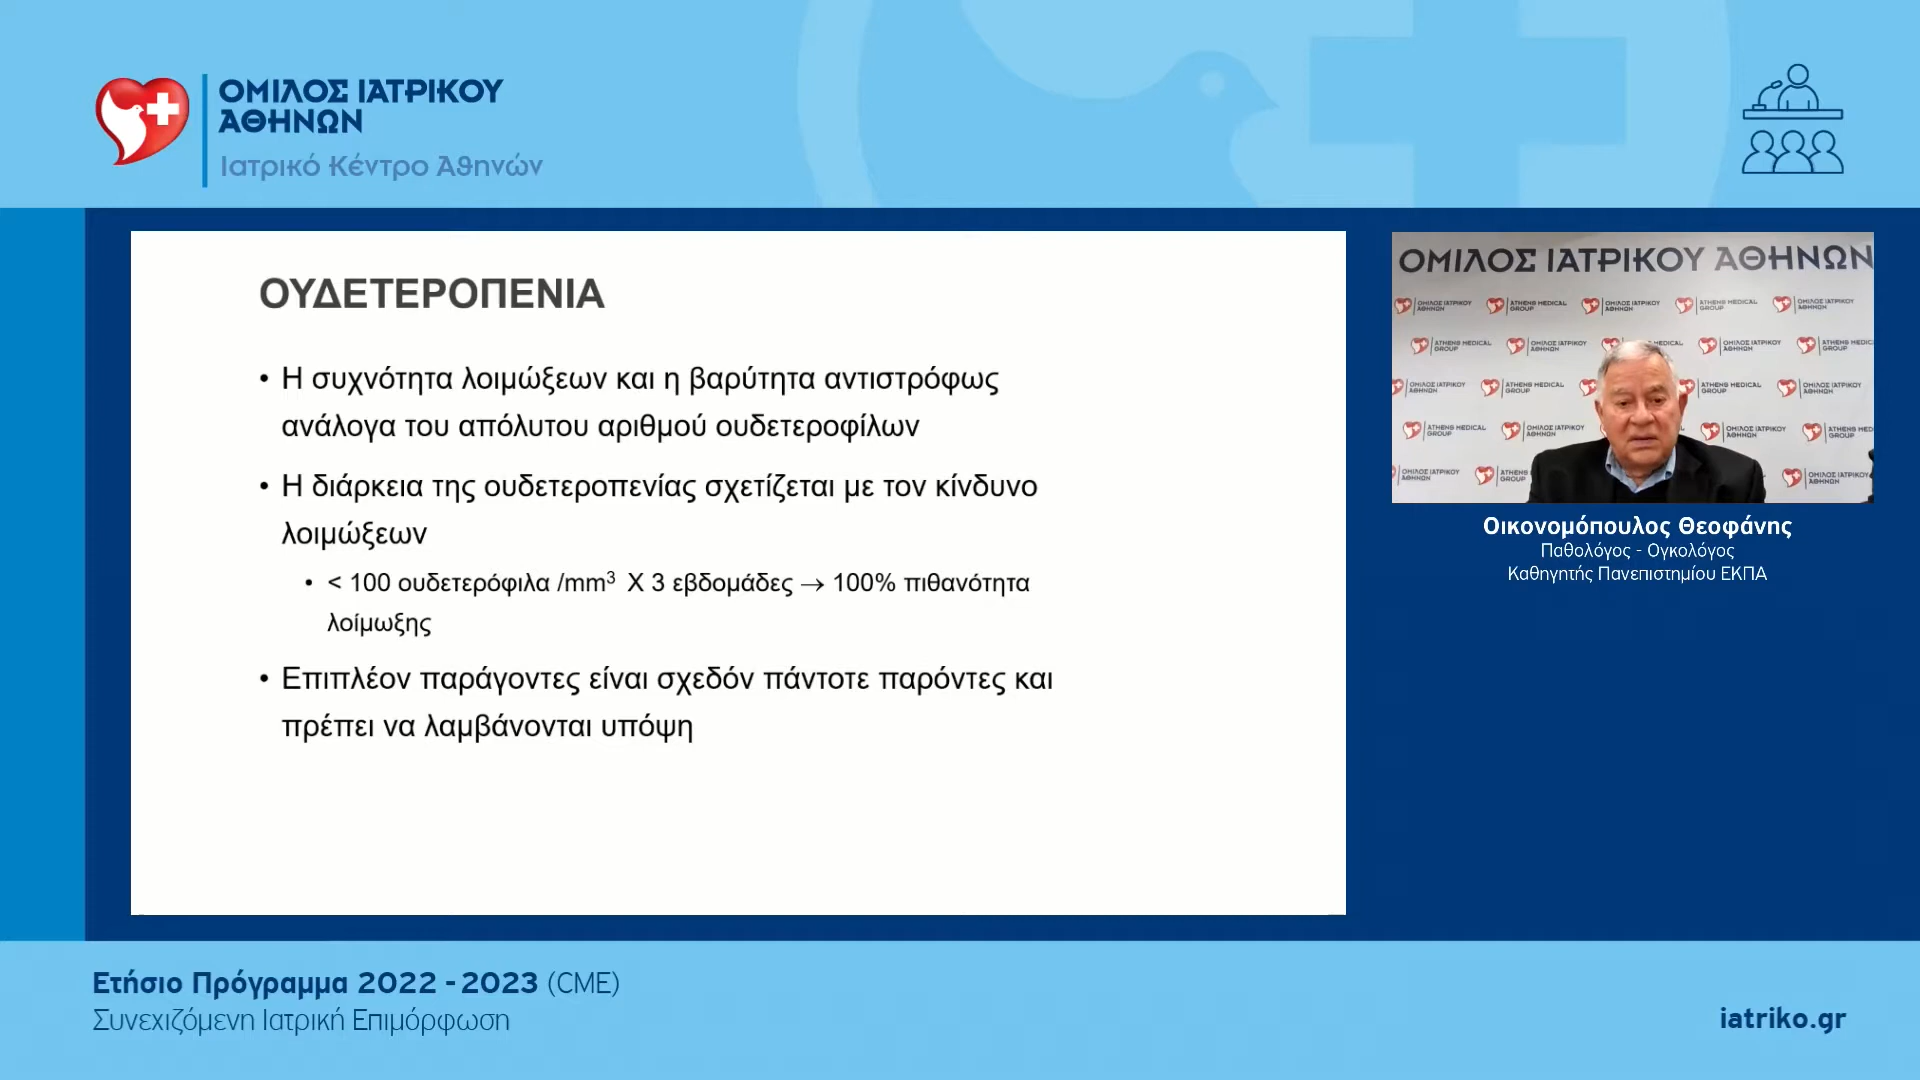 ΟΜΙΛΟΣ ΙΑΤΡΙΚΟΥ
ΑΘΗΝΩΝ
Ιατρικό Κέντρο Αθηνών
ΟΥΔΕΤΕΡΟΠΕΝΙΑ
• Η συχνότητα λοιμώξεων και η βαρύτητα αντιστρόφως
ανάλογα του απόλυτου αριθμού ουδετεροφίλων
• Η διάρκεια της ουδετεροπενίας σχετίζεται με τον κίνδυνο
λοιμώξεων
• < 100 ουδετερόφιλα /mm³ Χ 3 εβδομάδες → 100% πιθανότητα
λοίμωξης
• Επιπλέον παράγοντες είναι σχεδόν πάντοτε παρόντες και
πρέπει να λαμβάνονται υπόψη
ΟΜΙΛΟΣ ΙΑΤΡΙΚΟΥ ΑΘΗΝΩΝ
Οικονομόπουλος Θεοφάνης
Παθολόγος - Ογκολόγος
Καθηγητής Πανεπιστημίου ΕΚΠΑ
Ετήσιο Πρόγραμμα 2022 - 2023 (CME)
Συνεχιζόμενη Ιατρική Επιμόρφωση
iatriko.gr